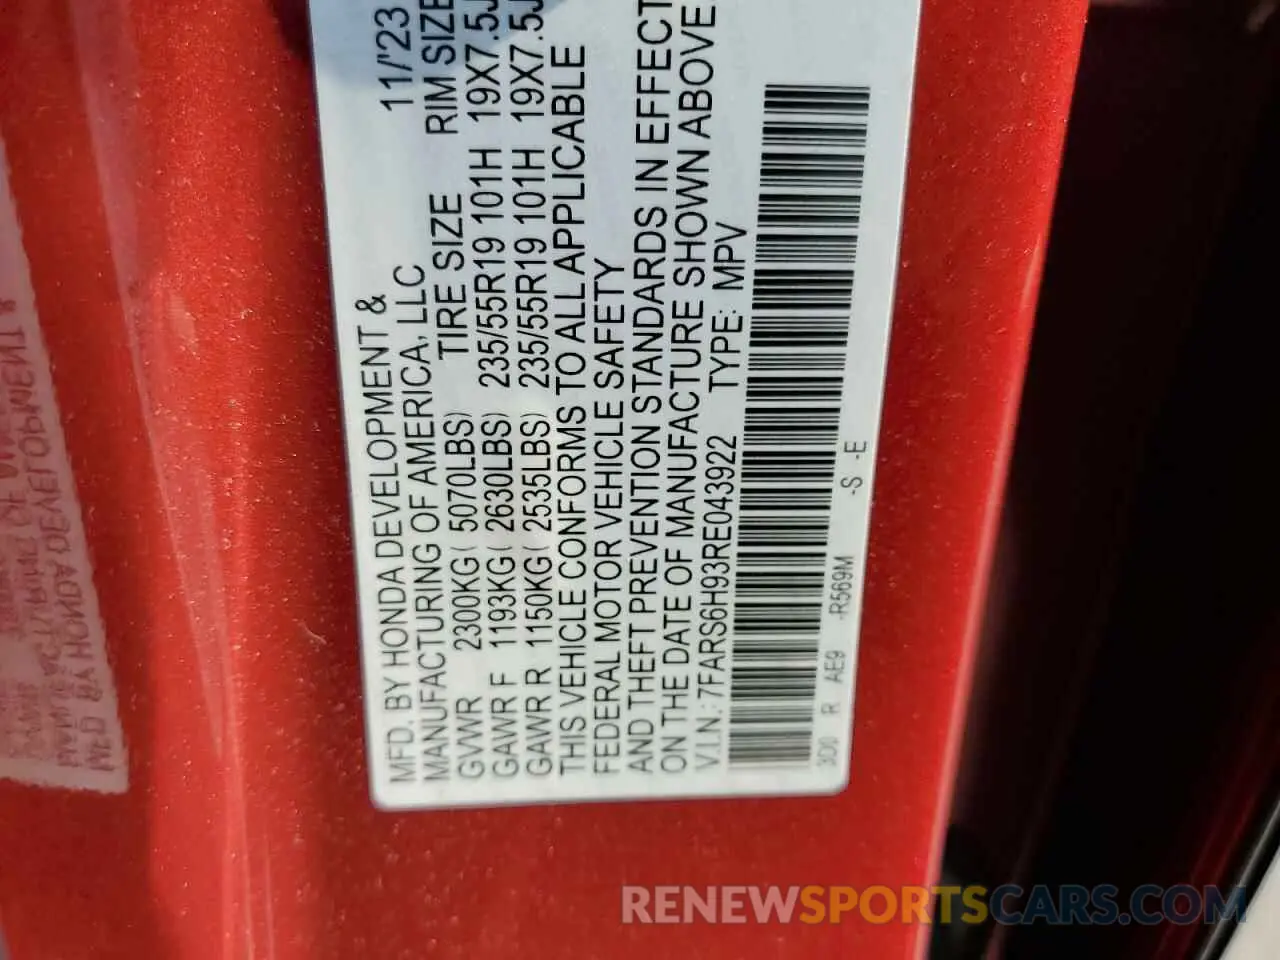 MFD. BY HONDA DEVELOPMENT &
MANUFACTURING OF AMERICA, LLC 11/'23
GVWR 2300KG( 5070LBS) TIRE SIZE RIM SIZE
GAWR F 1193KG( 2630LBS) 235/55R19 101H 19X7.5J
GAWR R 1150KG( 2535LBS) 235/55R19 101H 19X7.5J
THIS VEHICLE CONFORMS TO ALL APPLICABLE
FEDERAL MOTOR VEHICLE SAFETY
AND THEFT PREVENTION STANDARDS IN EFFECT
ON THE DATE OF MANUFACTURE SHOWN ABOVE
V.I.N.: 7FARS6H93RE043922 TYPE: MPV
3D0 R AE9 -R569M
-S -E
RENEWSPORTSCARS.COM